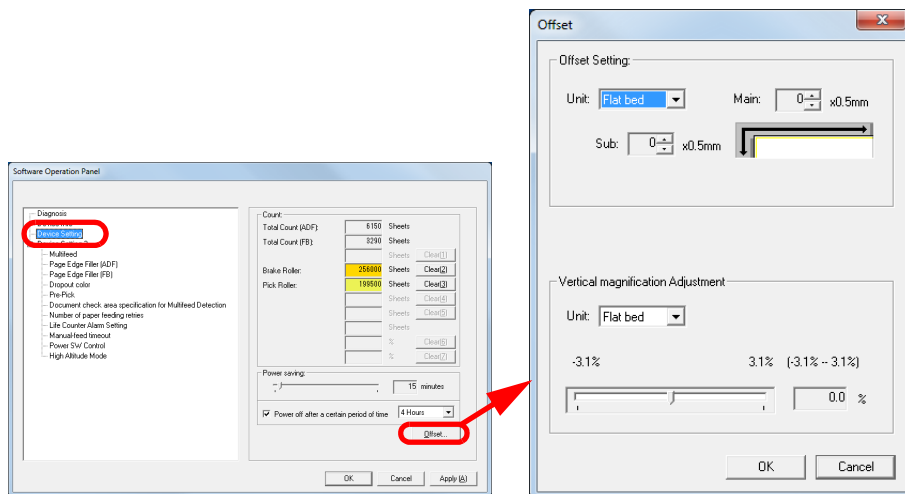 Software Operation Panel
Diagnosis
Device Setting
Multifeed
Page Edge Filler (ADF)
Page Edge Filler (FB)
Dropout color
Pre-Pick
Document check area specification for Multifeed Detection
Number of paper feeding retries
Life Counter Alarm Setting
Manual-feed timeout
Power SW Control
High Altitude Mode
Count:
Total Count (ADF): 6150 Sheets
Total Count (FB): 3290 Sheets
Sheets Clear(1)
Brake Roller: 256000 Sheets Clear(2)
Pick Roller: 199500 Sheets Clear(3)
Sheets Clear(4)
Sheets Clear(5)
Sheets
% Clear(6)
% Clear(7)
Power saving:
15 minutes
Power off after a certain period of time 4 Hours
Offset...
OK Cancel Apply (A)
Offset
Offset Setting:
Unit: Flat bed Main: 0 x0.5mm
Sub: 0 x0.5mm
Vertical magnification Adjustment
Unit: Flat bed
-3.1% 3.1% (-3.1% -- 3.1%)
0.0 %
OK Cancel